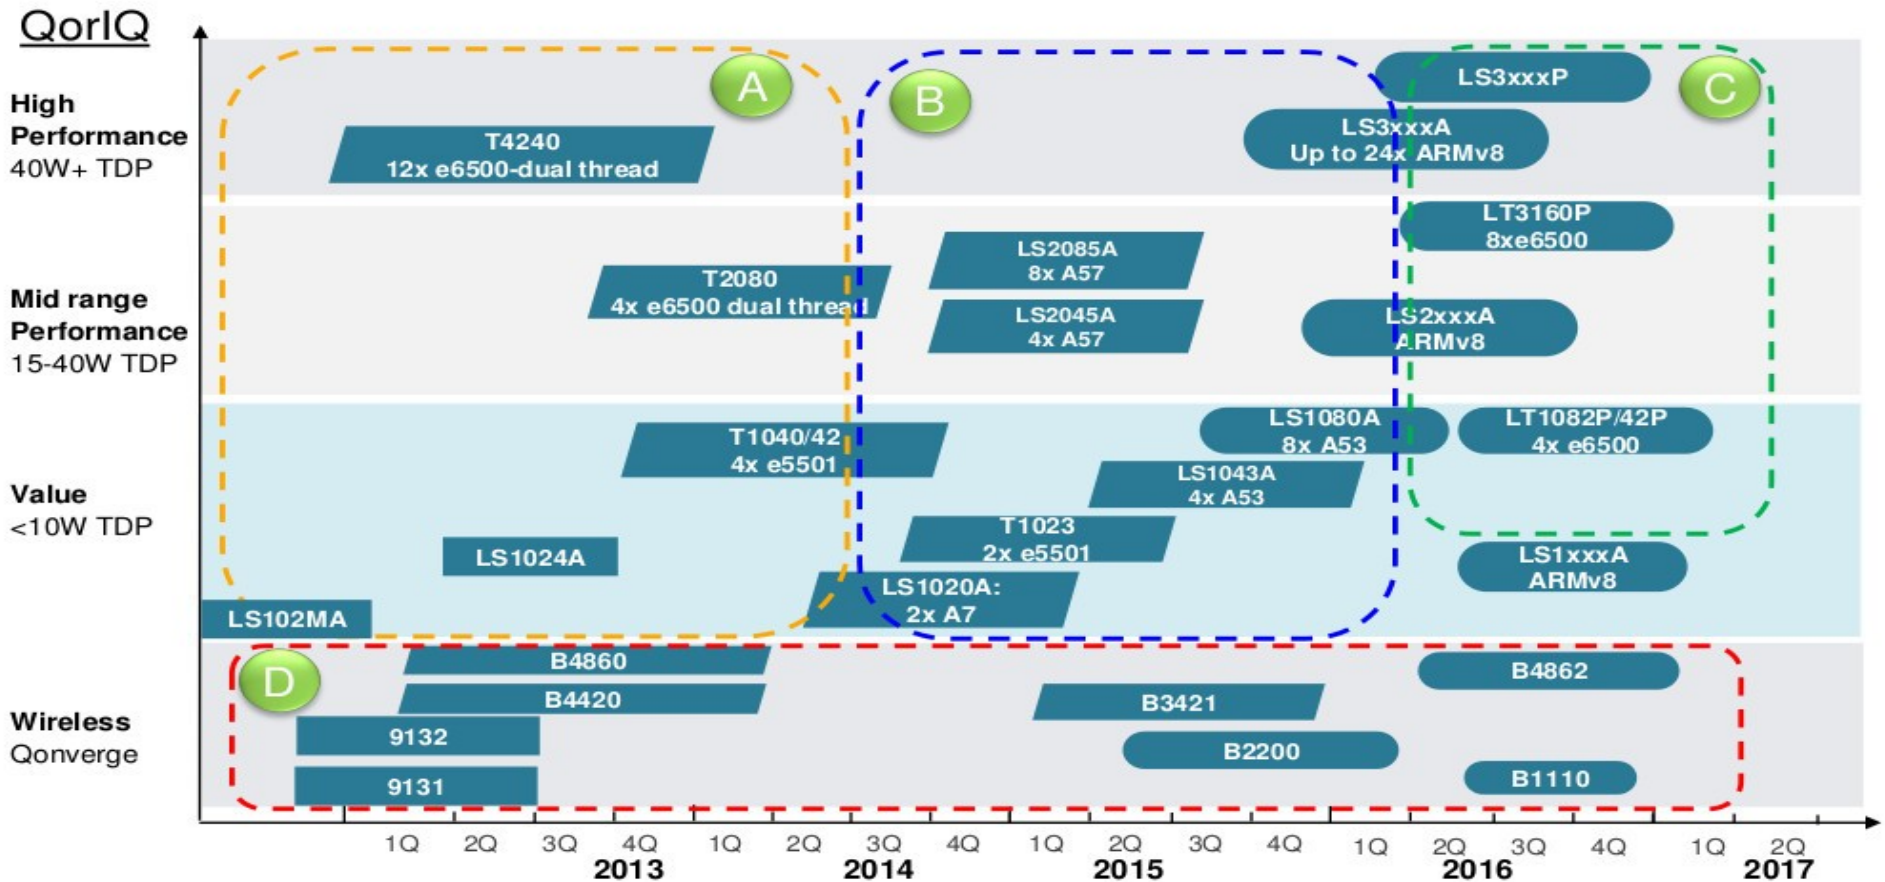 QorIQ
High
Performance
40W+ TDP
A
B
C
LS3xxxP
T4240
12x e6500-dual thread
LS3xxxA
Up to 24x ARMv8
Mid range
Performance
15-40W TDP
LT3160P
8xe6500
T2080
4x e6500 dual thread
LS2085A
8x A57
LS2045A
4x A57
LS2xxxA
ARMv8
Value
<10W TDP
T1040/42
4x e5501
LS1080A
8x A53
LT1082P/42P
4x e6500
LS1043A
4x A53
LS1024A
T1023
2x e5501
LS1xxxA
ARMv8
LS102MA
LS1020A:
2x A7
Wireless
Qonverge
D
B4860
B4420
9132
9131
B3421
B2200
B4862
B1110
1Q 2Q 3Q 4Q 1Q 2Q 3Q 4Q 1Q 2Q 3Q 4Q 1Q 2Q 3Q 4Q 1Q 2Q
2013 2014 2015 2016 2017